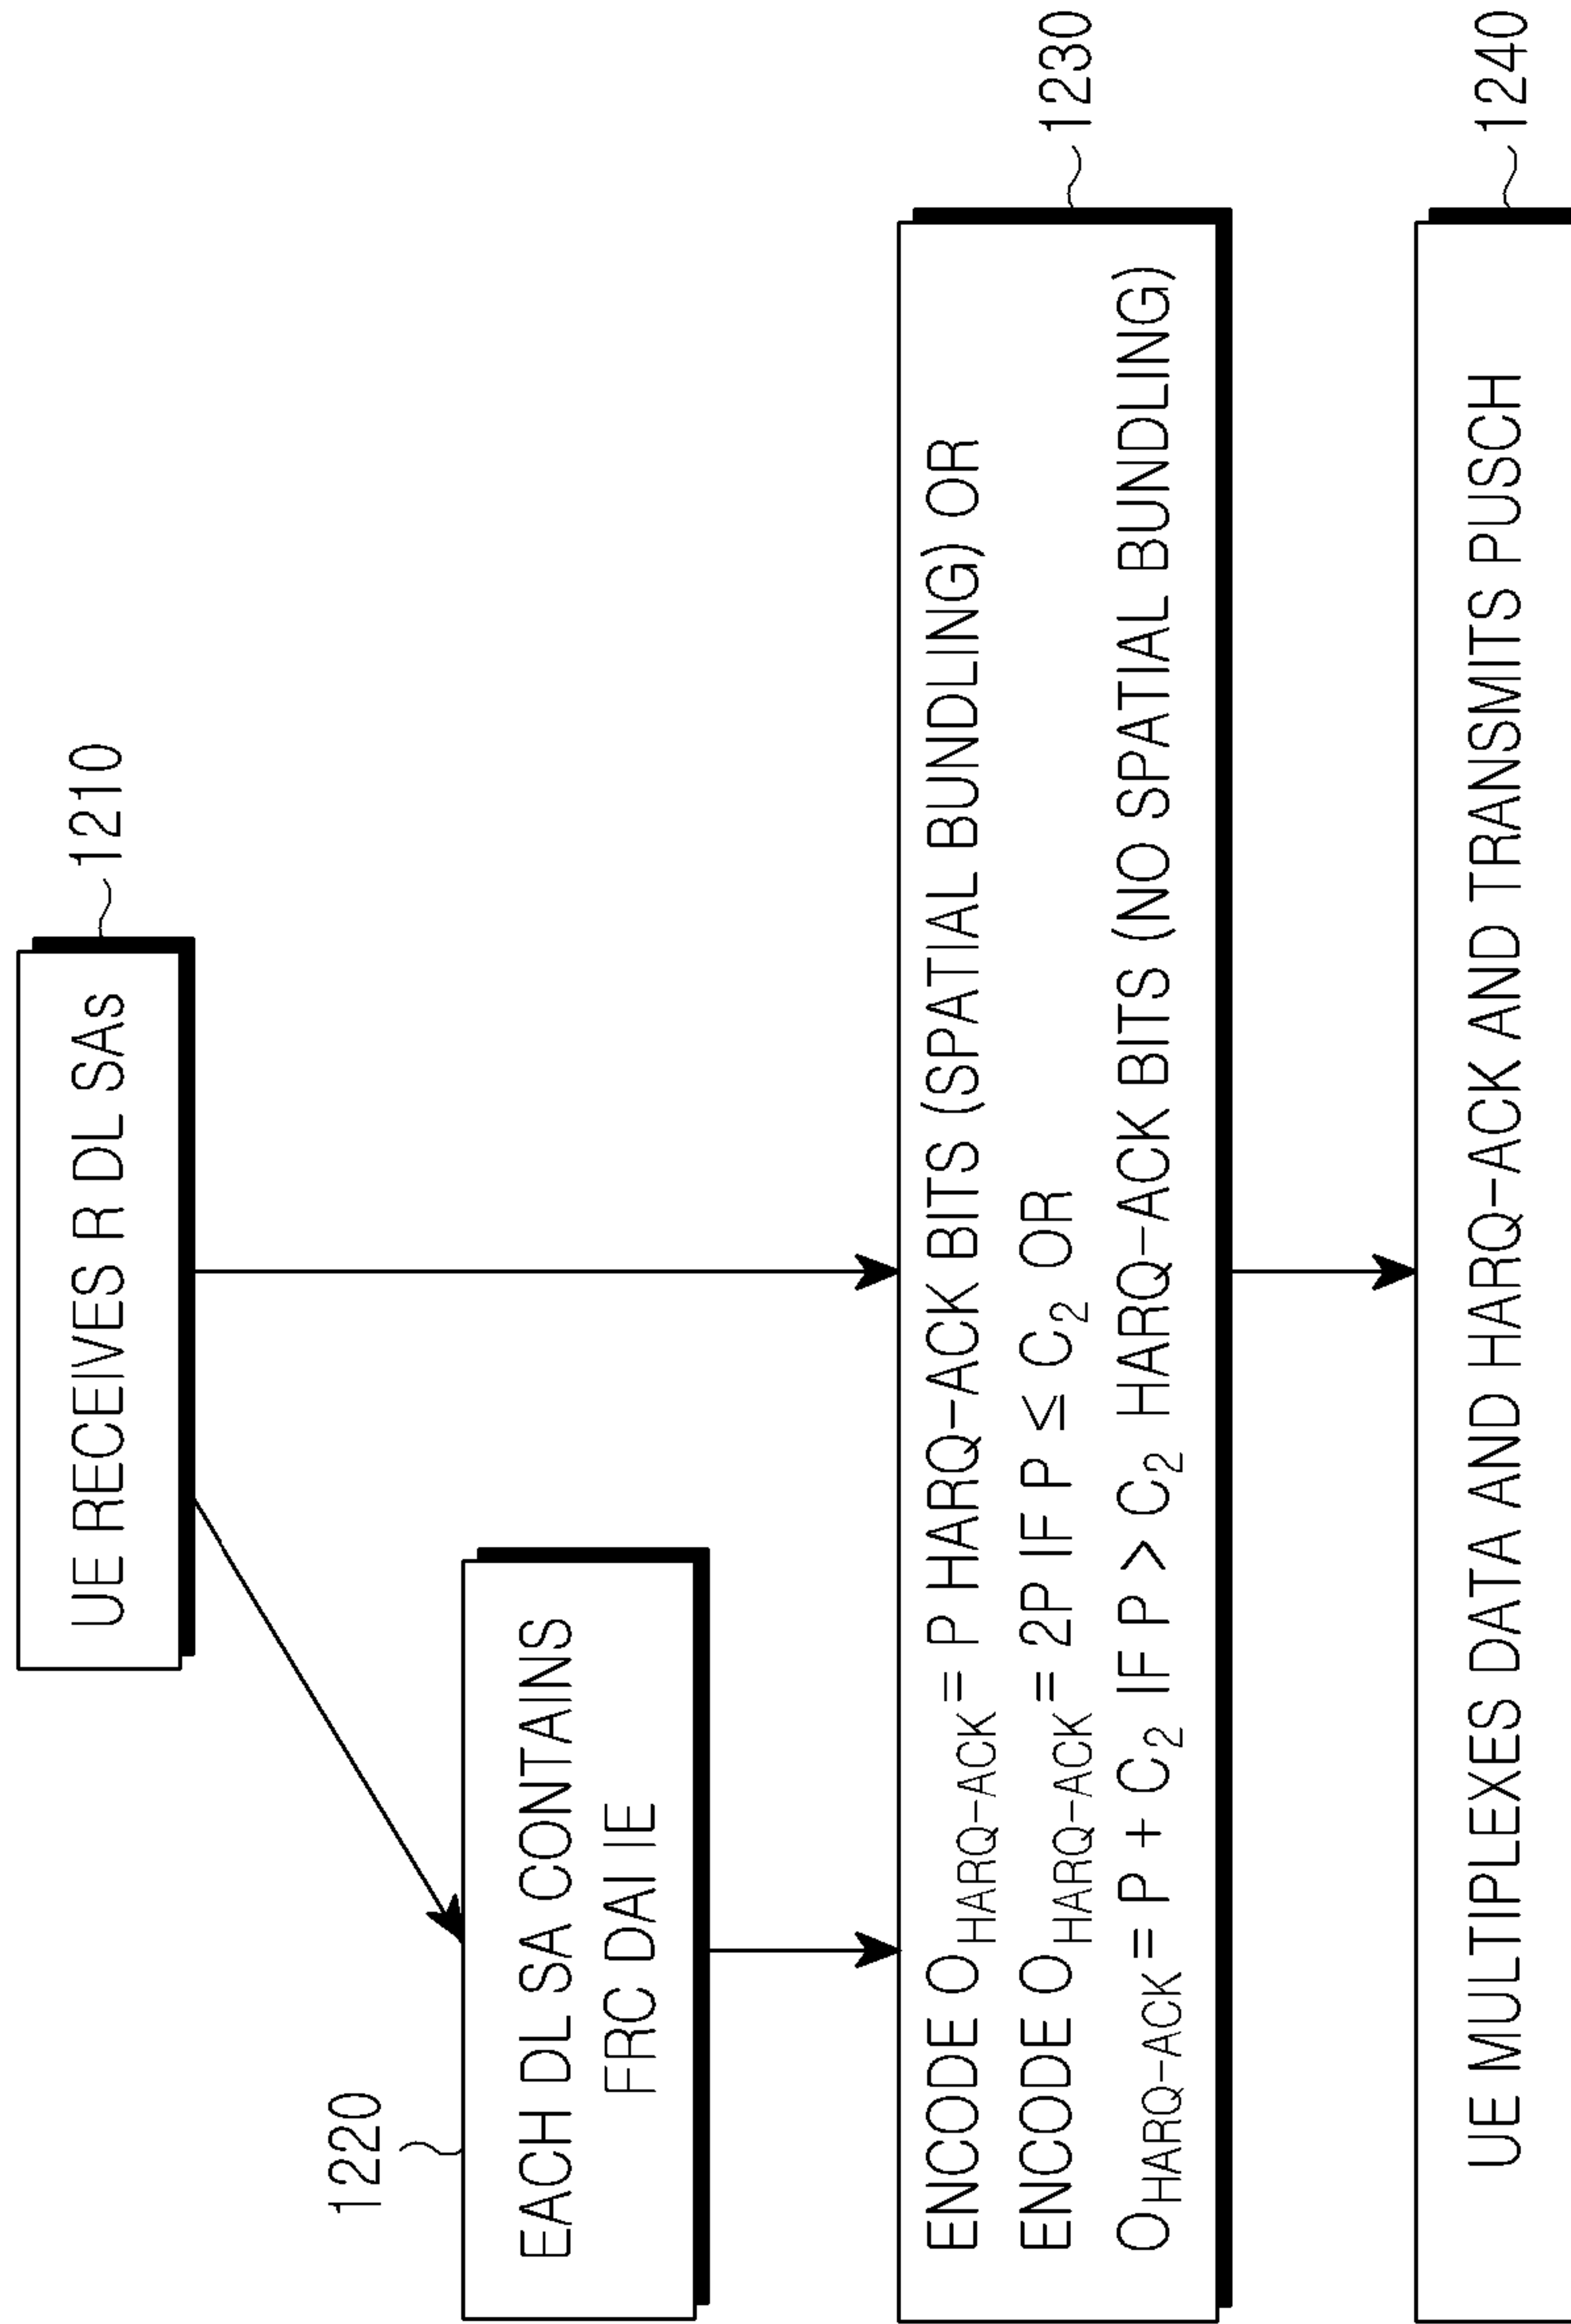 UE RECEIVES R DL SAs
1210
1220
EACH DL SA CONTAINS
FRC DAI IE
ENCODE O_HARQ-ACK = P HARQ-ACK BITS (SPATIAL BUNDLING) OR
ENCODE O_HARQ-ACK = 2P IF P ≤ C_2 OR
O_HARQ-ACK = P + C_2 IF P > C_2 HARQ-ACK BITS (NO SPATIAL BUNDLING)
1230
UE MULTIPLEXES DATA AND HARQ-ACK AND TRANSMITS PUSCH
1240